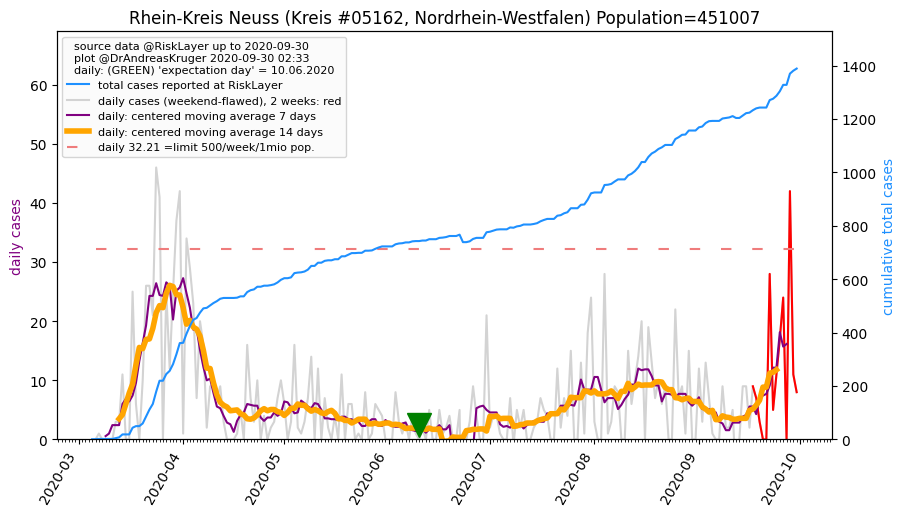 Rhein-Kreis Neuss (Kreis #05162, Nordrhein-Westfalen) Population=451007
source data @RiskLayer up to 2020-09-30
plot @DrAndreasKruger 2020-09-30 02:33
daily: (GREEN) 'expectation day' = 10.06.2020
total cases reported at RiskLayer
daily cases (weekend-flawed), 2 weeks: red
daily: centered moving average 7 days
daily: centered moving average 14 days
daily 32.21 =limit 500/week/1mio pop.
daily cases
60
50
40
30
20
10
0
1400
1200
1000
800
600
400
200
0
cumulative total cases
2020-03
2020-04
2020-05
2020-06
2020-07
2020-08
2020-09
2020-10